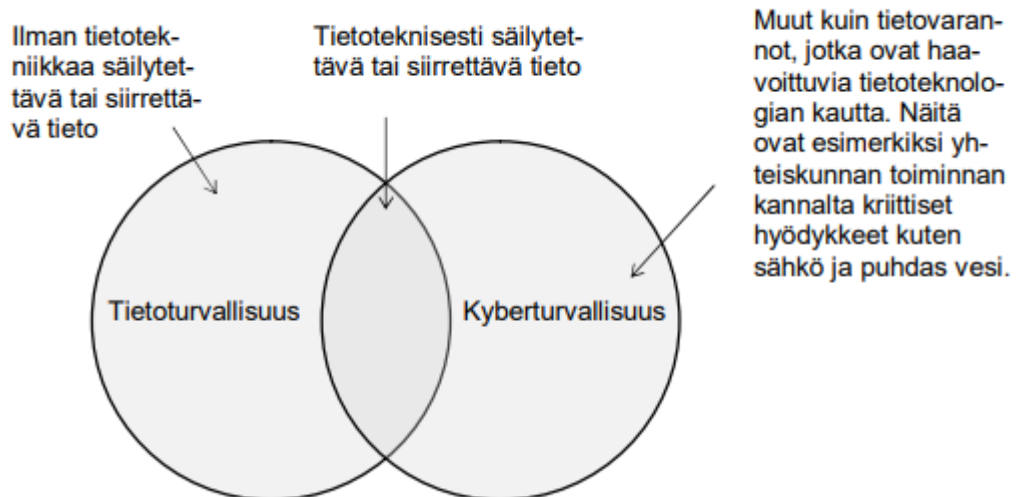 Ilman tietotek-
niikkaa säilytet-
tävä tai siirrettä-
vä tieto
Tietoteknisesti säilytet-
tävä tai siirrettävä tieto
Muut kuin tietovaran-
not, jotka ovat haa-
voittuvia tietoteknolo-
gian kautta. Näitä
ovat esimerkiksi yh-
teiskunnan toiminnan
kannalta kriittiset
hyödykkeet kuten
sähkö ja puhdas vesi.
Tietoturvallisuus
Kyberturvallisuus